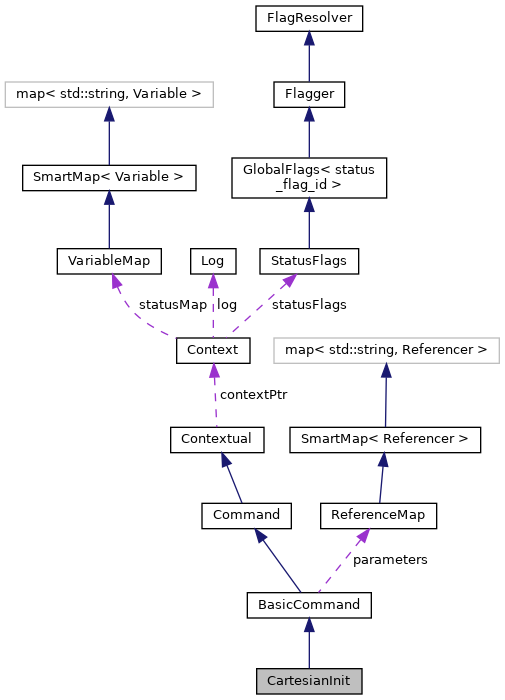 FlagResolver
Flagger
map< std::string, Variable >
SmartMap< Variable >
GlobalFlags< status
_flag_id >
VariableMap
Log
StatusFlags
statusMap
log
statusFlags
Context
map< std::string, Referencer >
contextPtr
Contextual
SmartMap< Referencer >
Command
ReferenceMap
parameters
BasicCommand
CartesianInit